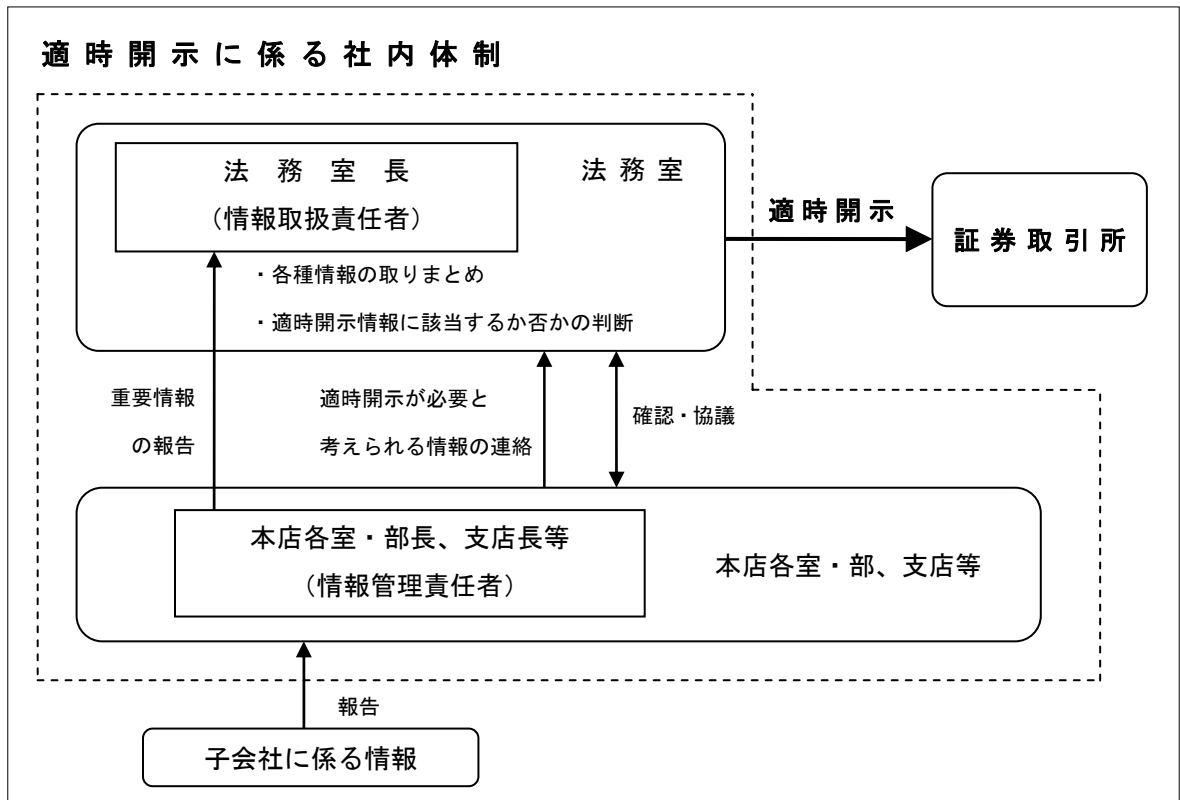 適時開示に係る社内体制
法務室長
（情報取扱責任者）
法務室
・各種情報の取りまとめ
・適時開示情報に該当するか否かの判断
適時開示
証券取引所
重要情報
の報告
適時開示が必要と
考えられる情報の連絡
確認・協議
本店各室・部長、支店長等
（情報管理責任者）
本店各室・部、支店等
報告
子会社に係る情報